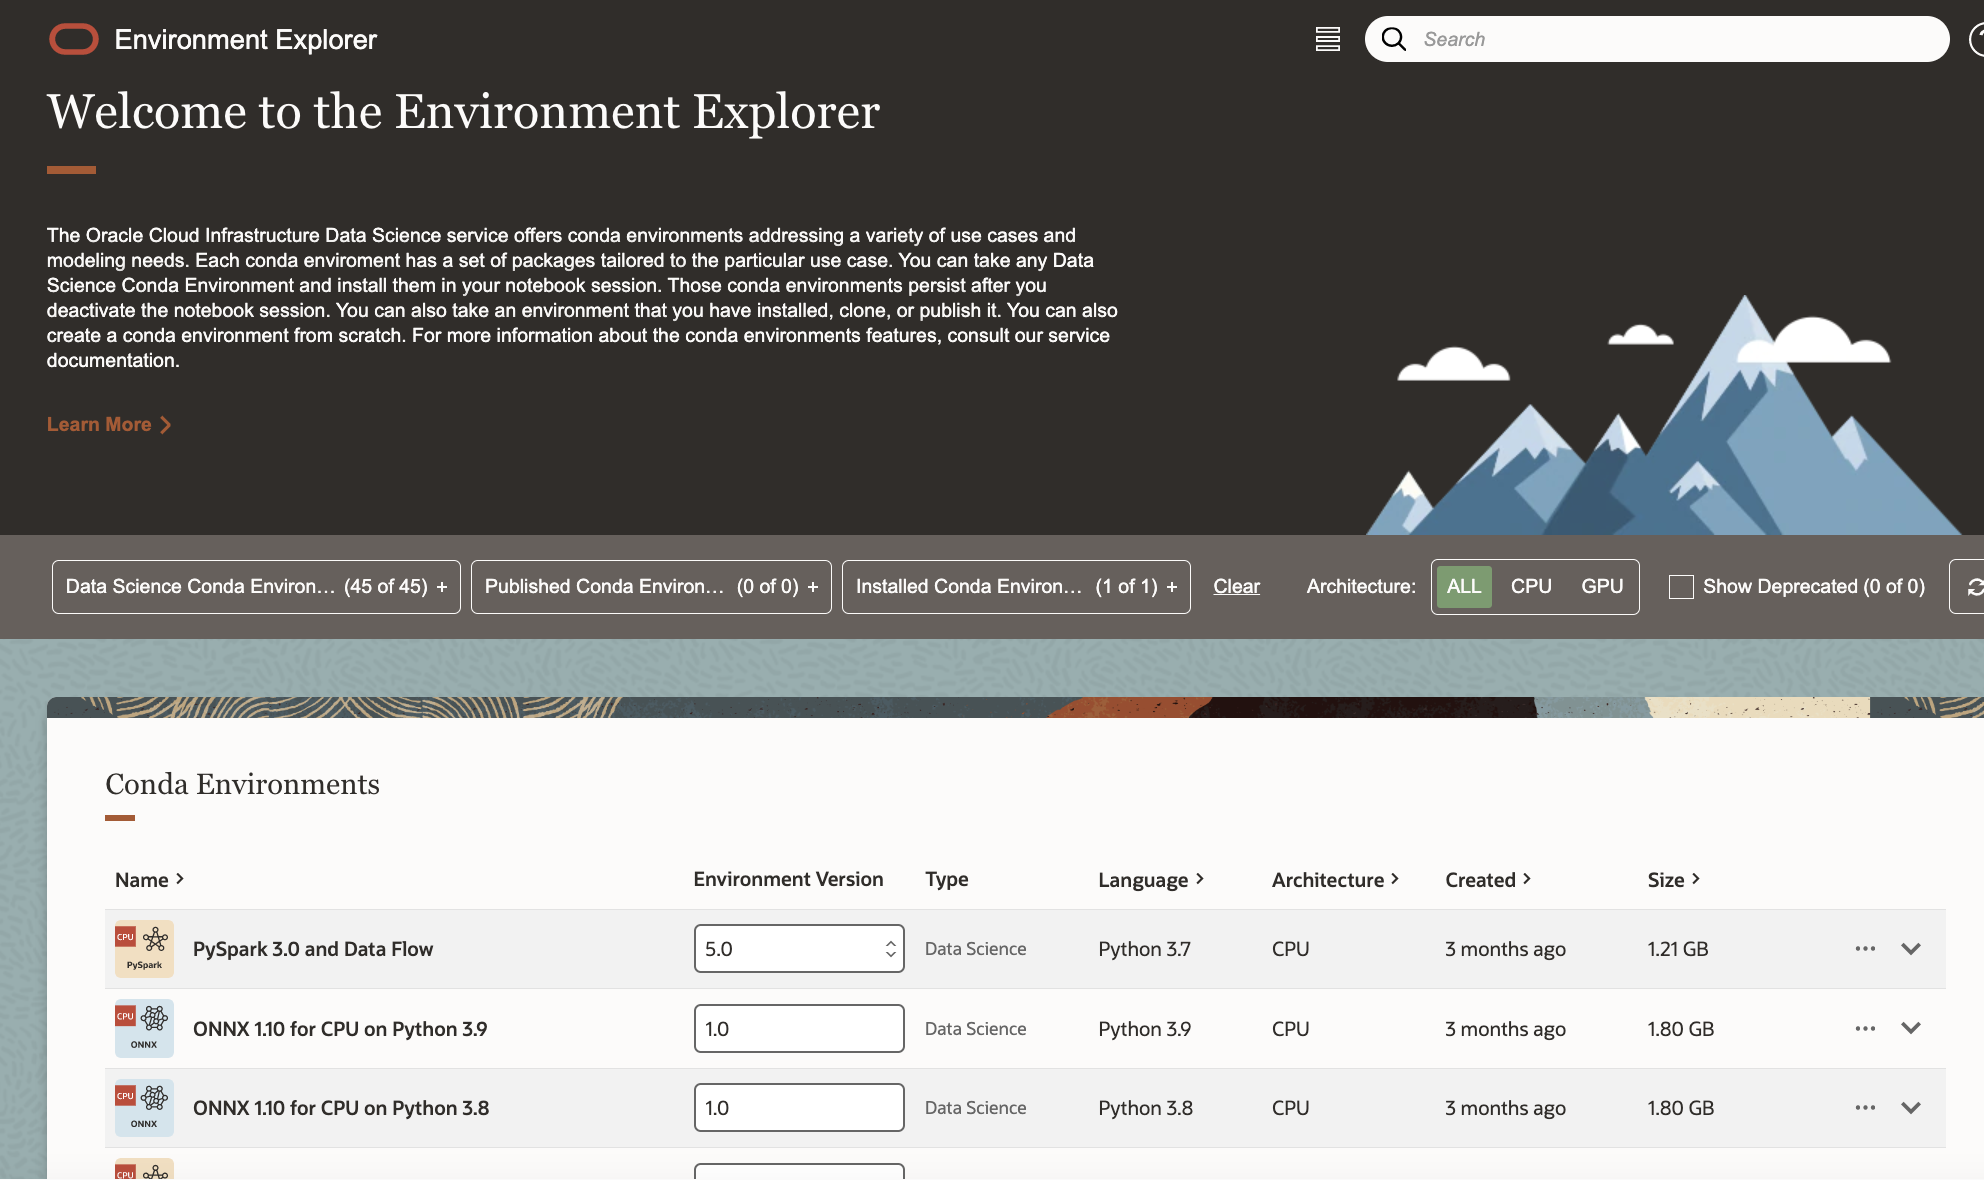 Environment Explorer
Search
Welcome to the Environment Explorer
The Oracle Cloud Infrastructure Data Science service offers conda environments addressing a variety of use cases and
modeling needs. Each conda enviroment has a set of packages tailored to the particular use case. You can take any Data
Science Conda Environment and install them in your notebook session. Those conda environments persist after you
deactivate the notebook session. You can also take an environment that you have installed, clone, or publish it. You can also
create a conda environment from scratch. For more information about the conda environments features, consult our service
documentation.
Learn More
Data Science Conda Environ... (45 of 45) + Published Conda Environ... (0 of 0) + Installed Conda Environ... (1 of 1) + Clear Architecture: ALL CPU GPU Show Deprecated (0 of 0)
Conda Environments
Name Environment Version Type Language Architecture Created Size
CPU PySpark PySpark 3.0 and Data Flow 5.0 Data Science Python 3.7 CPU 3 months ago 1.21 GB ...
CPU ONNX ONNX 1.10 for CPU on Python 3.9 1.0 Data Science Python 3.9 CPU 3 months ago 1.80 GB ...
CPU ONNX ONNX 1.10 for CPU on Python 3.8 1.0 Data Science Python 3.8 CPU 3 months ago 1.80 GB ...
CPU